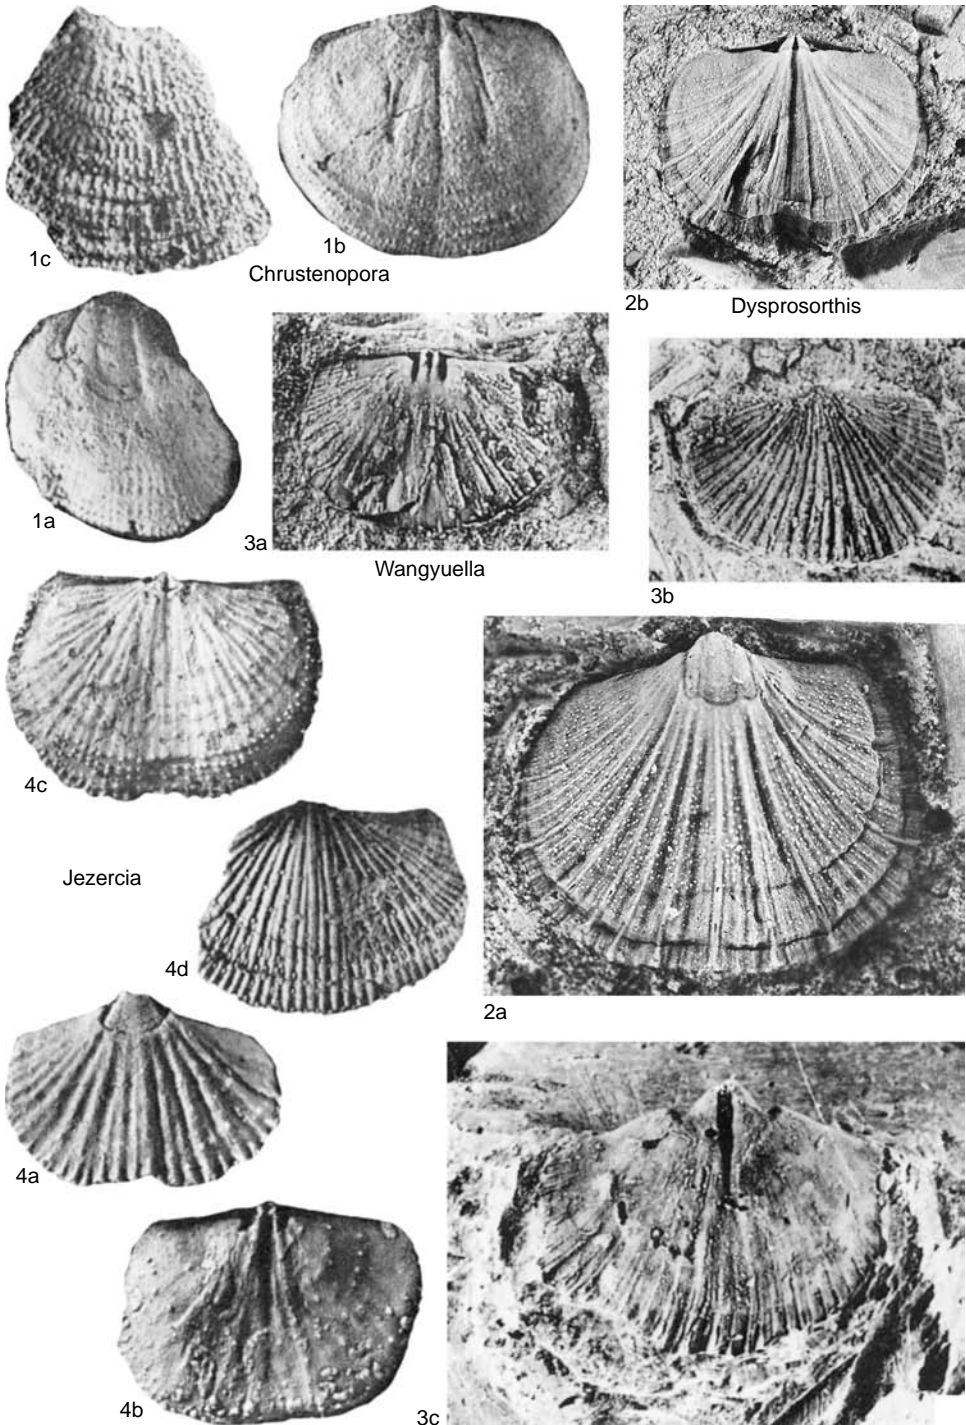 1c
1b
Chrustenopora
2b
Dysprosorthis
1a
3a
Wangyuella
3b
4c
Jezercia
4d
2a
4a
4b
3c